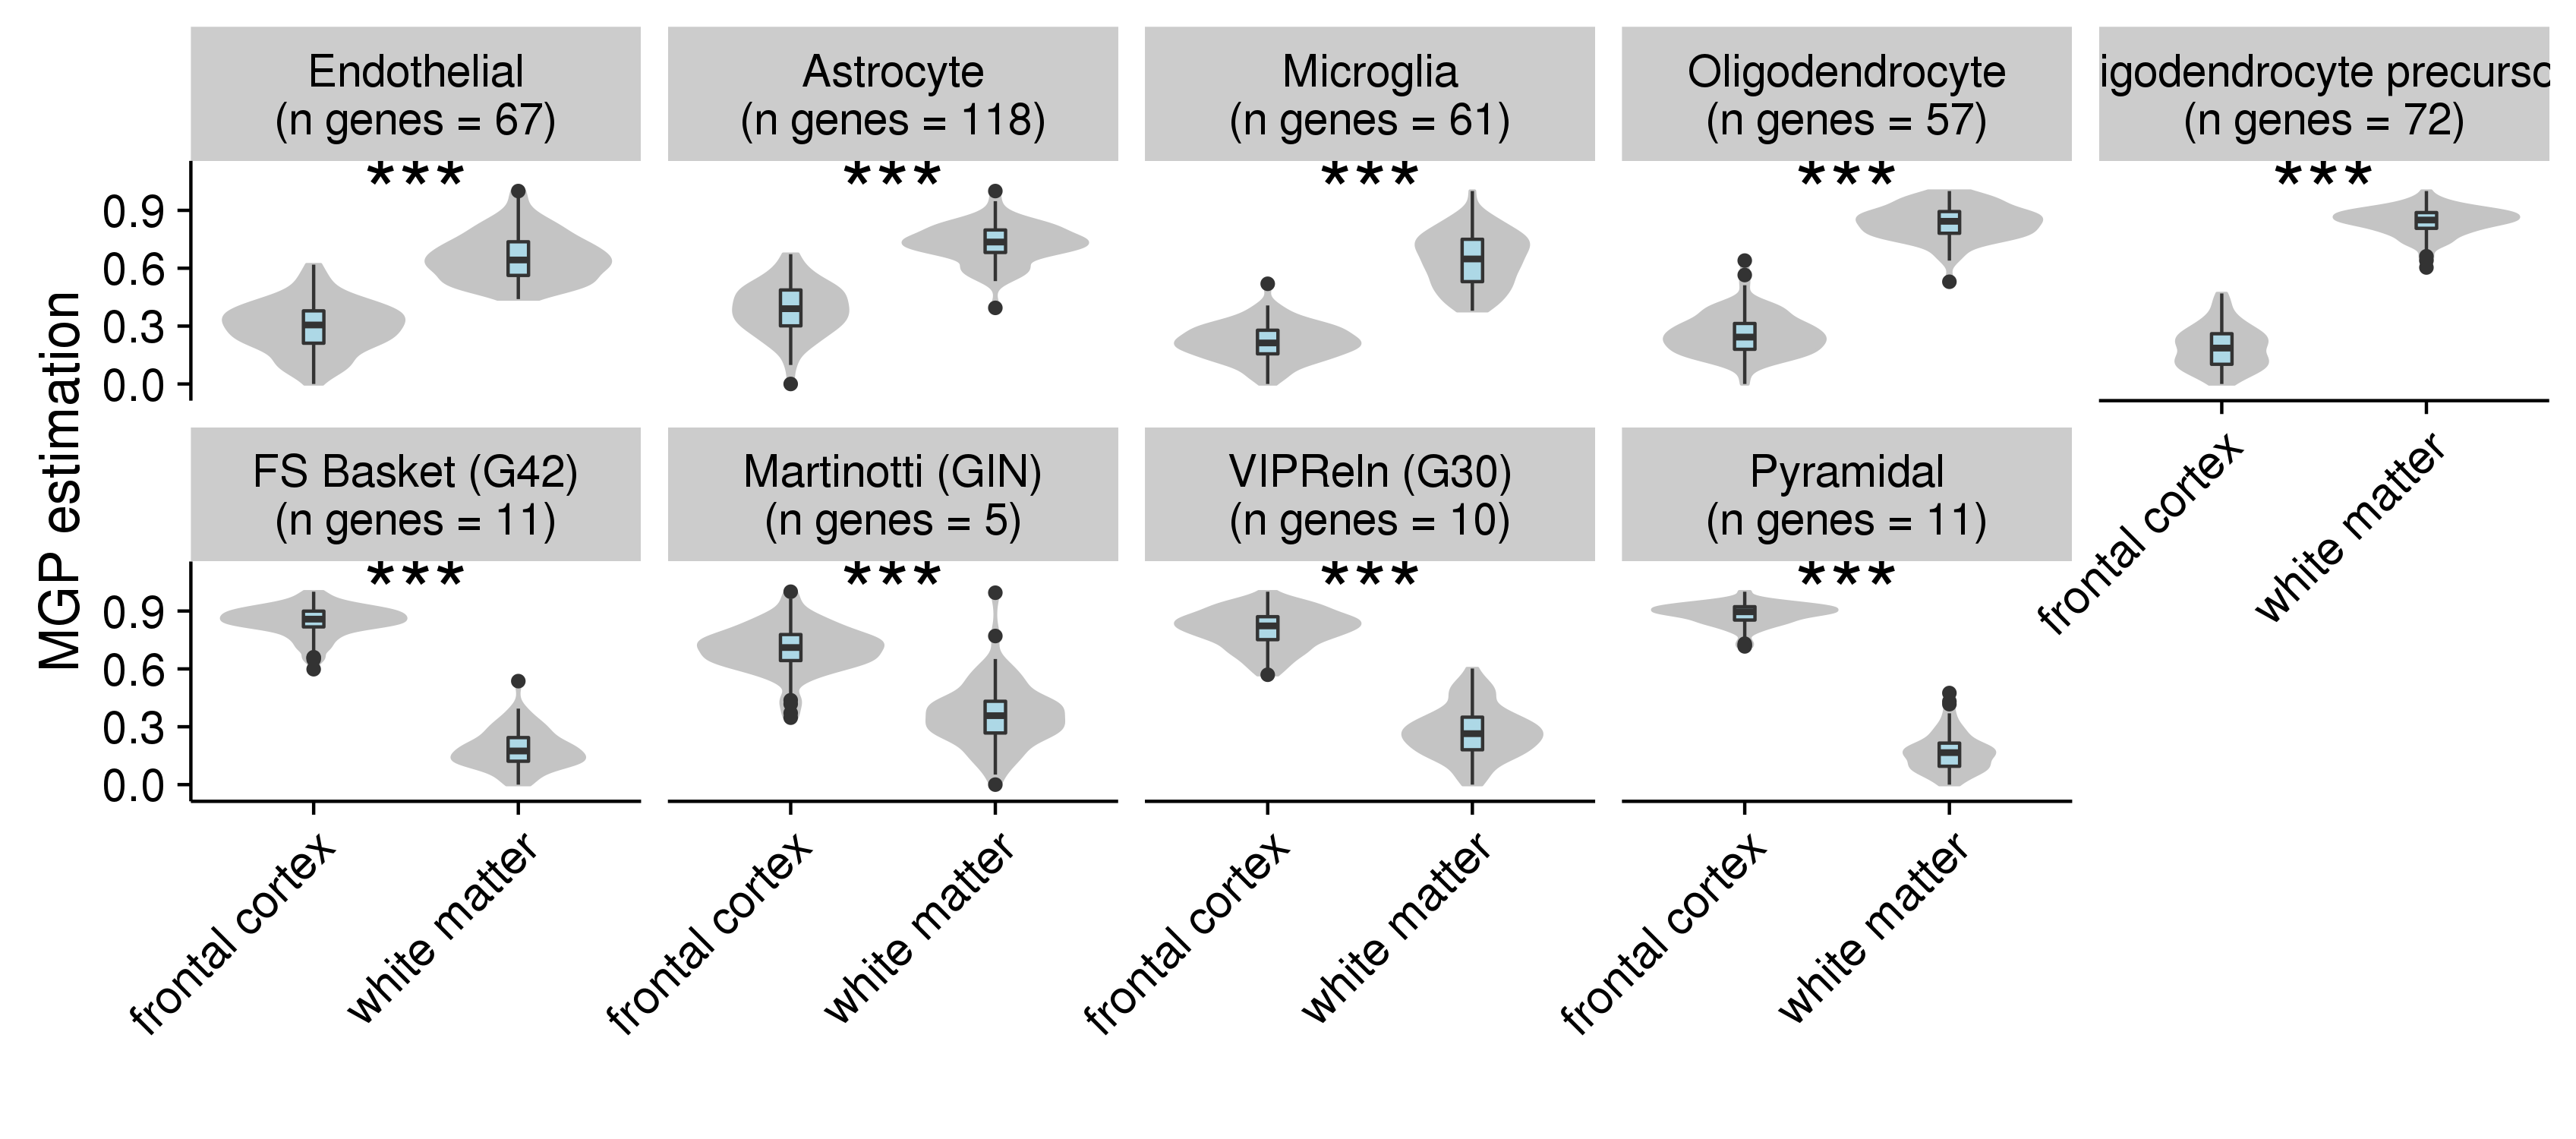 Endothelial
(n genes = 67)
Astrocyte
(n genes = 118)
Microglia
(n genes = 61)
Oligodendrocyte
(n genes = 57)
igodendrocyte precurso
(n genes = 72)
***
***
***
***
***
MGP estimation
0.9
0.6
0.3
0.0
frontal cortex
white matter
FS Basket (G42)
(n genes = 11)
Martinotti (GIN)
(n genes = 5)
VIPReln (G30)
(n genes = 10)
Pyramidal
(n genes = 11)
***
***
***
***
0.9
0.6
0.3
0.0
frontal cortex
white matter
frontal cortex
white matter
frontal cortex
white matter
frontal cortex
white matter